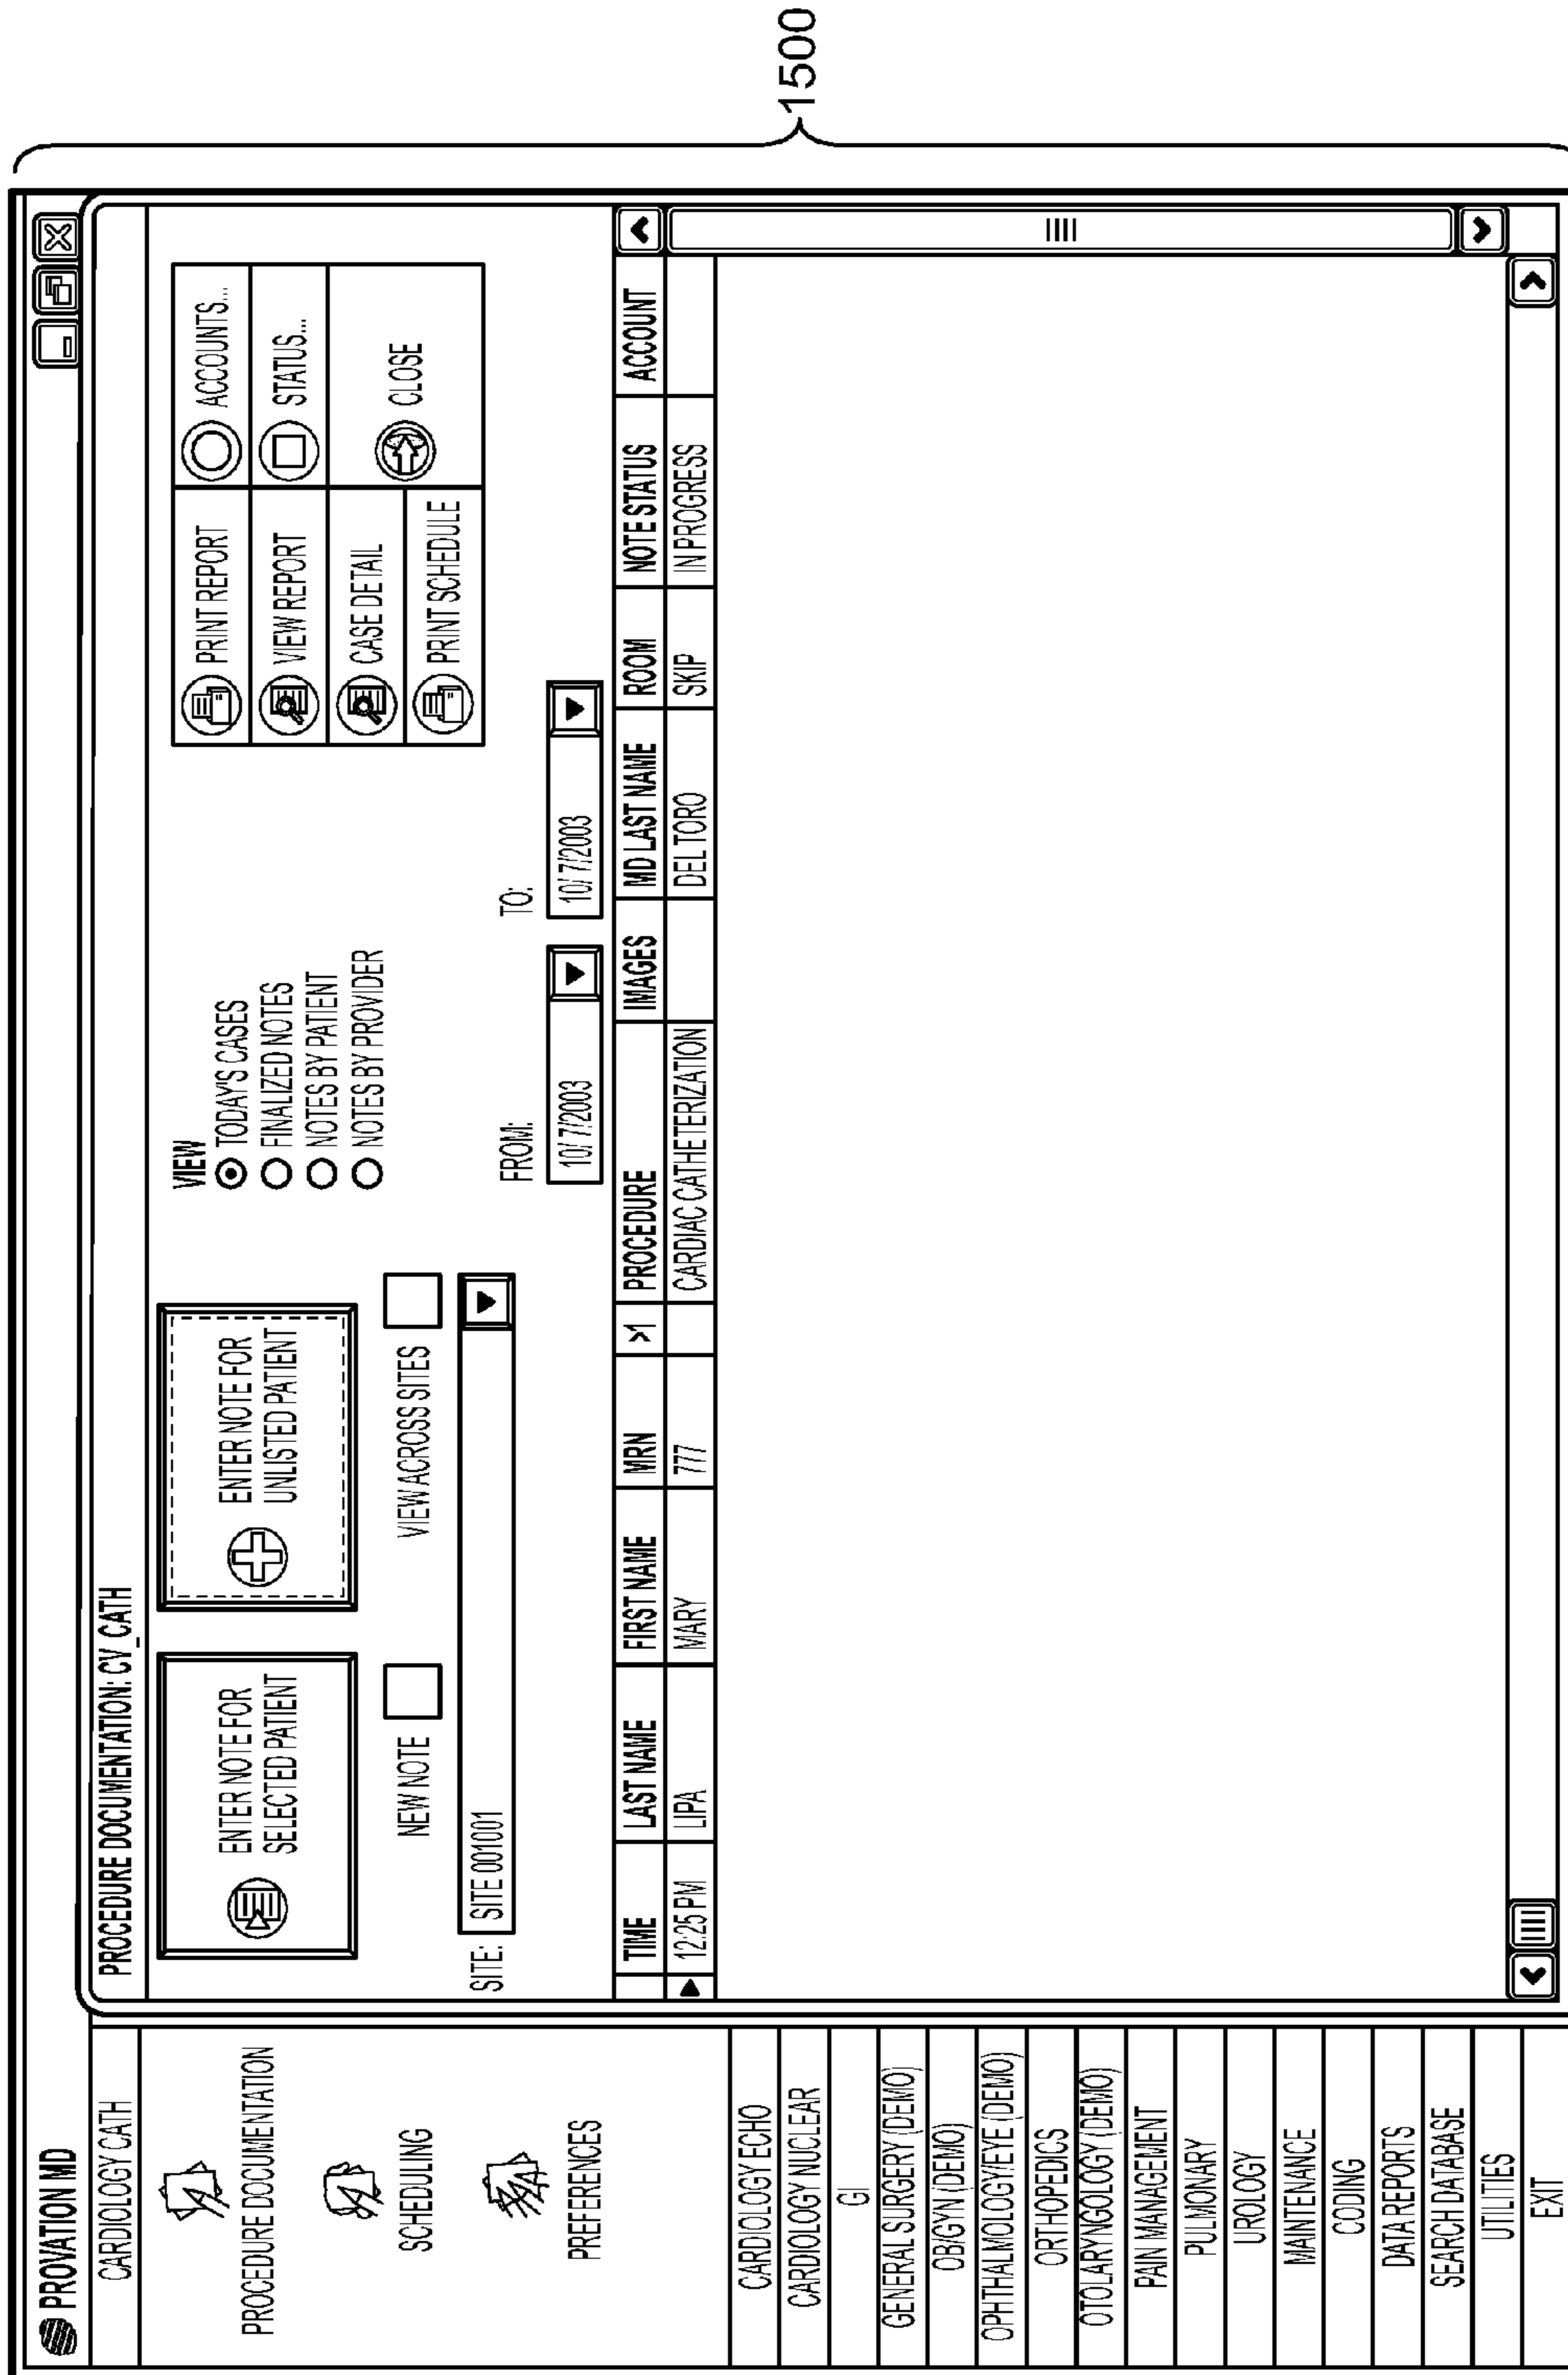 PROVATION MD
CARDIOLOGY CATH
PROCEDURE DOCUMENTATION
SCHEDULING
PREFERENCES
CARDIOLOGY ECHO
CARDIOLOGY NUCLEAR
GI
GENERAL SURGERY (DEMO)
OB/GYN (DEMO)
OPHTHALMOLOGY/EYE (DEMO)
ORTHOPEDICS
OTOLARYNGOLOGY (DEMO)
PAIN MANAGEMENT
PULMONARY
UROLOGY
MAINTENANCE
CODING
DATA REPORTS
SEARCH DATABASE
UTILITIES
EXIT
PROCEDURE DOCUMENTATION: CV_CATH
ENTER NOTE FOR
SELECTED PATIENT
ENTER NOTE FOR
UNLISTED PATIENT
NEW NOTE
VIEW ACROSS SITES
SITE: SITE 001001
VIEW
TODAY'S CASES
FINALIZED NOTES
NOTES BY PATIENT
NOTES BY PROVIDER
FROM: TO:
10/ 7/2003 10/ 7/2003
PRINT REPORT ACCOUNTS...
VIEW REPORT STATUS...
CASE DETAIL CLOSE
PRINT SCHEDULE
TIME LAST NAME FIRST NAME MRN >1 PROCEDURE IMAGES MD LAST NAME ROOM NOTE STATUS ACCOUNT
12:25 PM LIPA MARY 777 CARDIAC CATHETERIZATION DEL TORO SKIP IN PROGRESS
1500